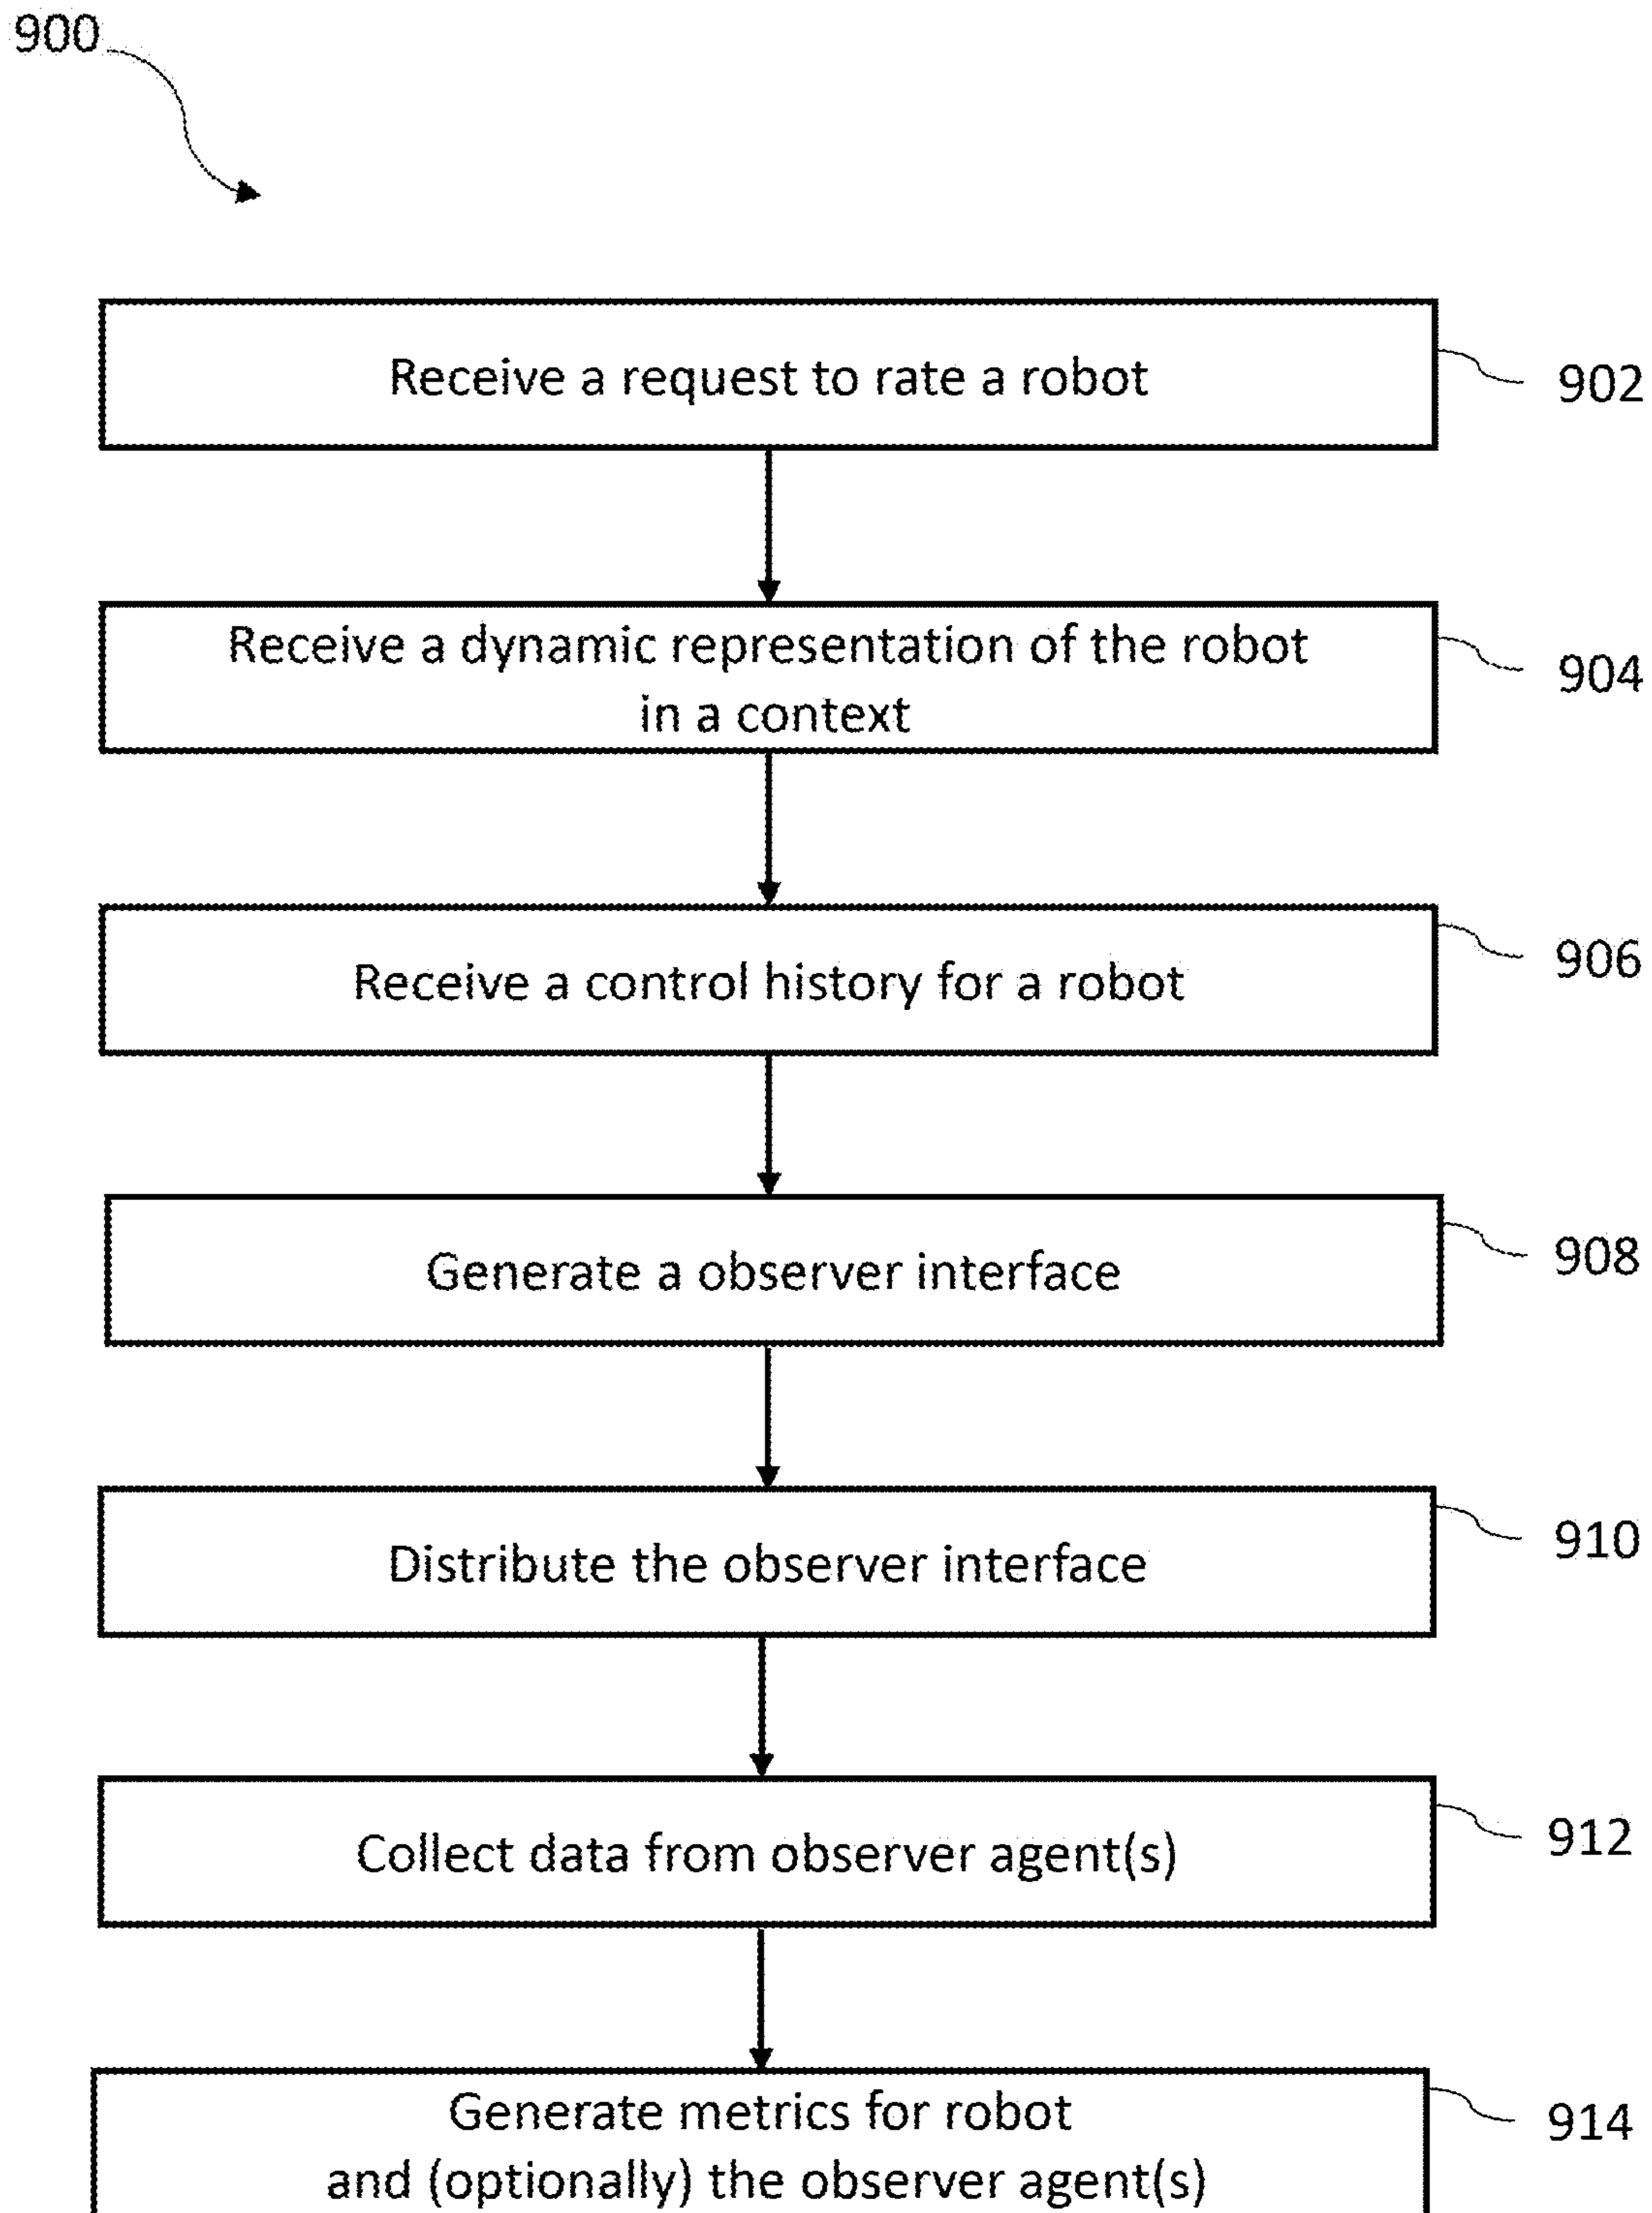 900
Receive a request to rate a robot
902
Receive a dynamic representation of the robot
in a context
904
Receive a control history for a robot
906
Generate a observer interface
908
Distribute the observer interface
910
Collect data from observer agent(s)
912
Generate metrics for robot
and (optionally) the observer agent(s)
914